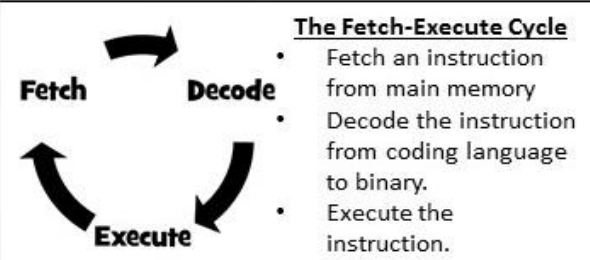 Fetch
Decode
Execute
The Fetch-Execute Cycle
• Fetch an instruction
from main memory
• Decode the instruction
from coding language
to binary.
• Execute the
instruction.